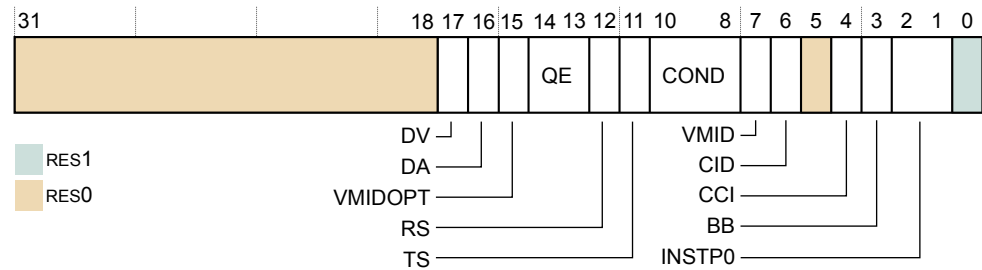 31 18 17 16 15 14 13 12 11 10 8 7 6 5 4 3 2 1 0
QE COND
DV VMID
RES1 DA CID
RES0 VMIDOPT CCI
RS BB
TS INSTP0